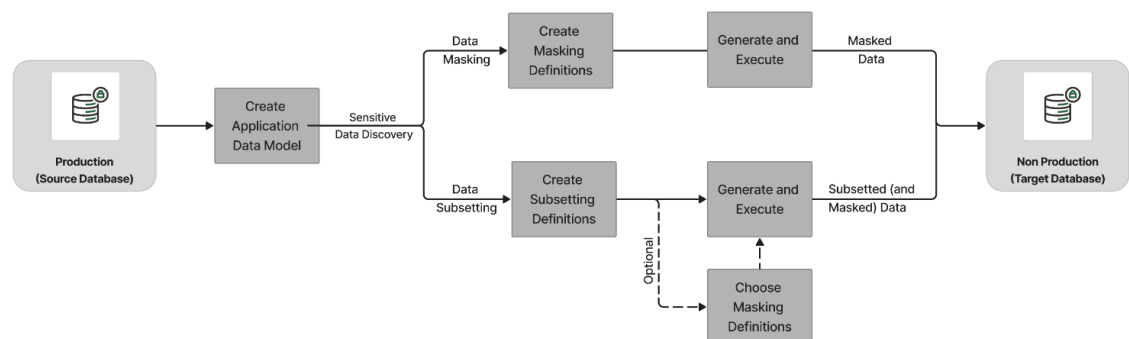 Production
(Source Database)
Create
Application
Data Model
Sensitive
Data Discovery
Data
Masking
Create
Masking
Definitions
Generate and
Execute
Masked
Data
Data
Subsetting
Create
Subsetting
Definitions
Optional
Generate and
Execute
Choose
Masking
Definitions
Subsetted (and
Masked) Data
Non Production
(Target Database)